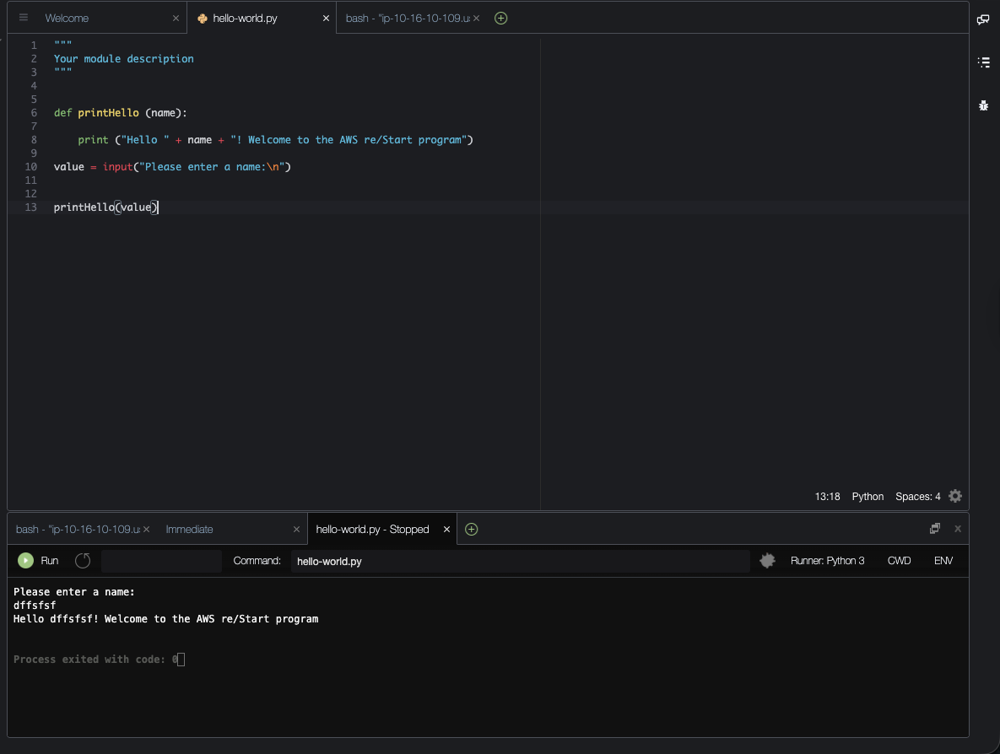 Welcome
hello-world.py
bash - "ip-10-16-10-109.u
1 """
2 Your module description
3 """
4
5
6 def printHello (name):
7
8 print ("Hello " + name + "! Welcome to the AWS re/Start program")
9
10 value = input("Please enter a name:\n")
11
12
13 printHello(value)
13:18 Python Spaces: 4
bash - "ip-10-16-10-109.u
Immediate
hello-world.py - Stopped
Run
Command: hello-world.py
Runner: Python 3
CWD
ENV
Please enter a name:
dffsfsf
Hello dffsfsf! Welcome to the AWS re/Start program
Process exited with code: 0